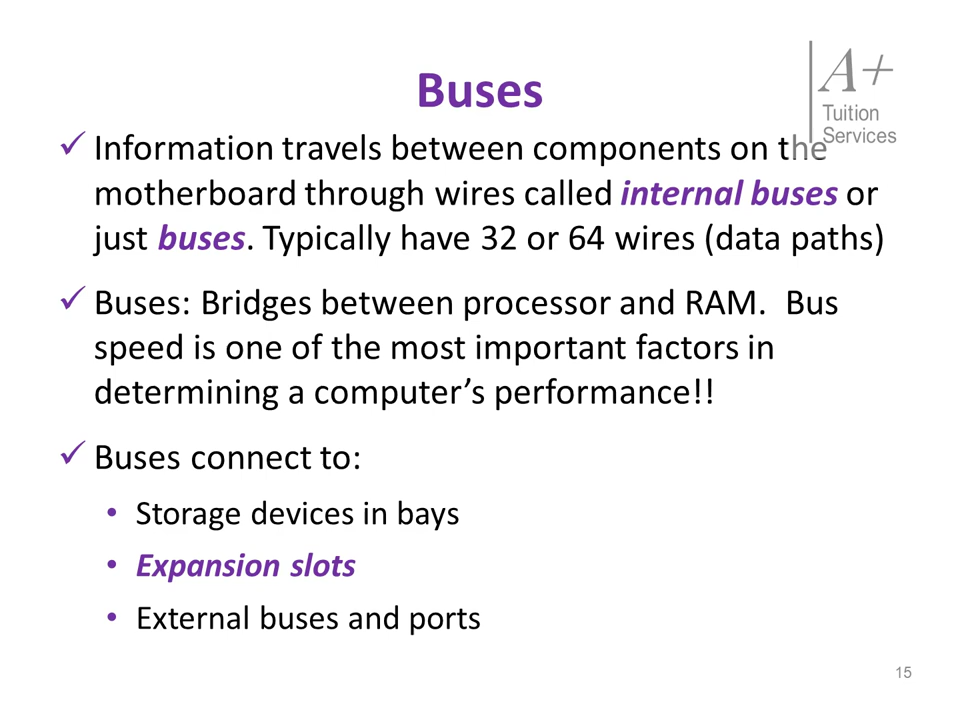 Buses
A+
Tuition
Services
✓ Information travels between components on the
motherboard through wires called internal buses or
just buses. Typically have 32 or 64 wires (data paths)
✓ Buses: Bridges between processor and RAM.  Bus
speed is one of the most important factors in
determining a computer’s performance!!
✓ Buses connect to:
• Storage devices in bays
• Expansion slots
• External buses and ports
15